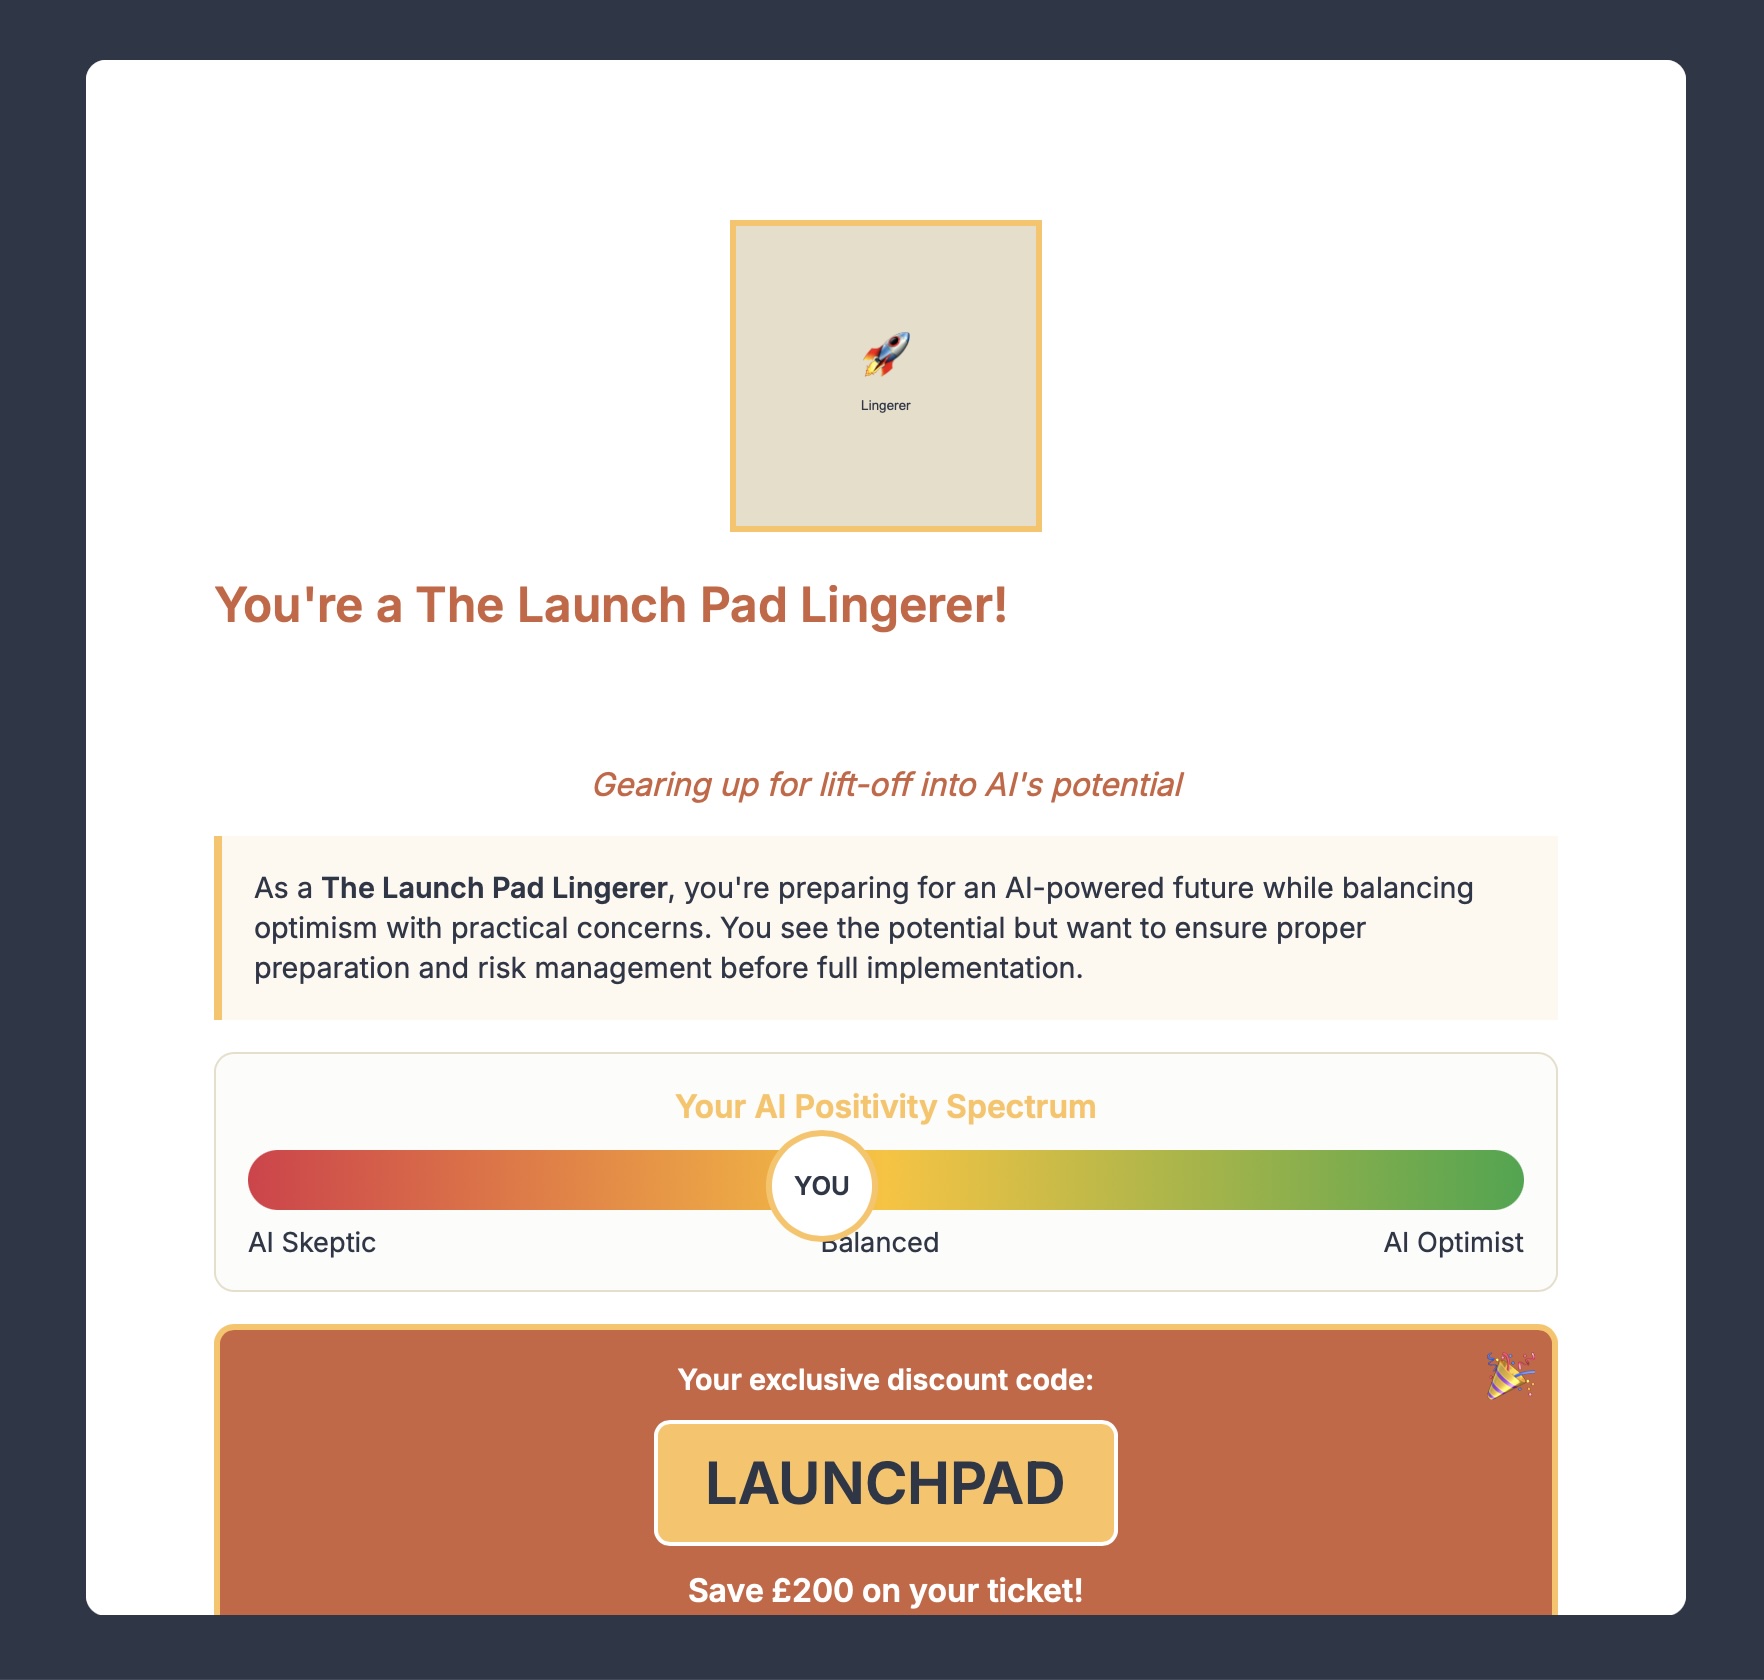 Lingerer
You're a The Launch Pad Lingerer!
Gearing up for lift-off into AI's potential
As a The Launch Pad Lingerer, you're preparing for an AI-powered future while balancing
optimism with practical concerns. You see the potential but want to ensure proper
preparation and risk management before full implementation.
Your AI Positivity Spectrum
YOU
AI Skeptic Balanced AI Optimist
Your exclusive discount code:
LAUNCHPAD
Save £200 on your ticket!